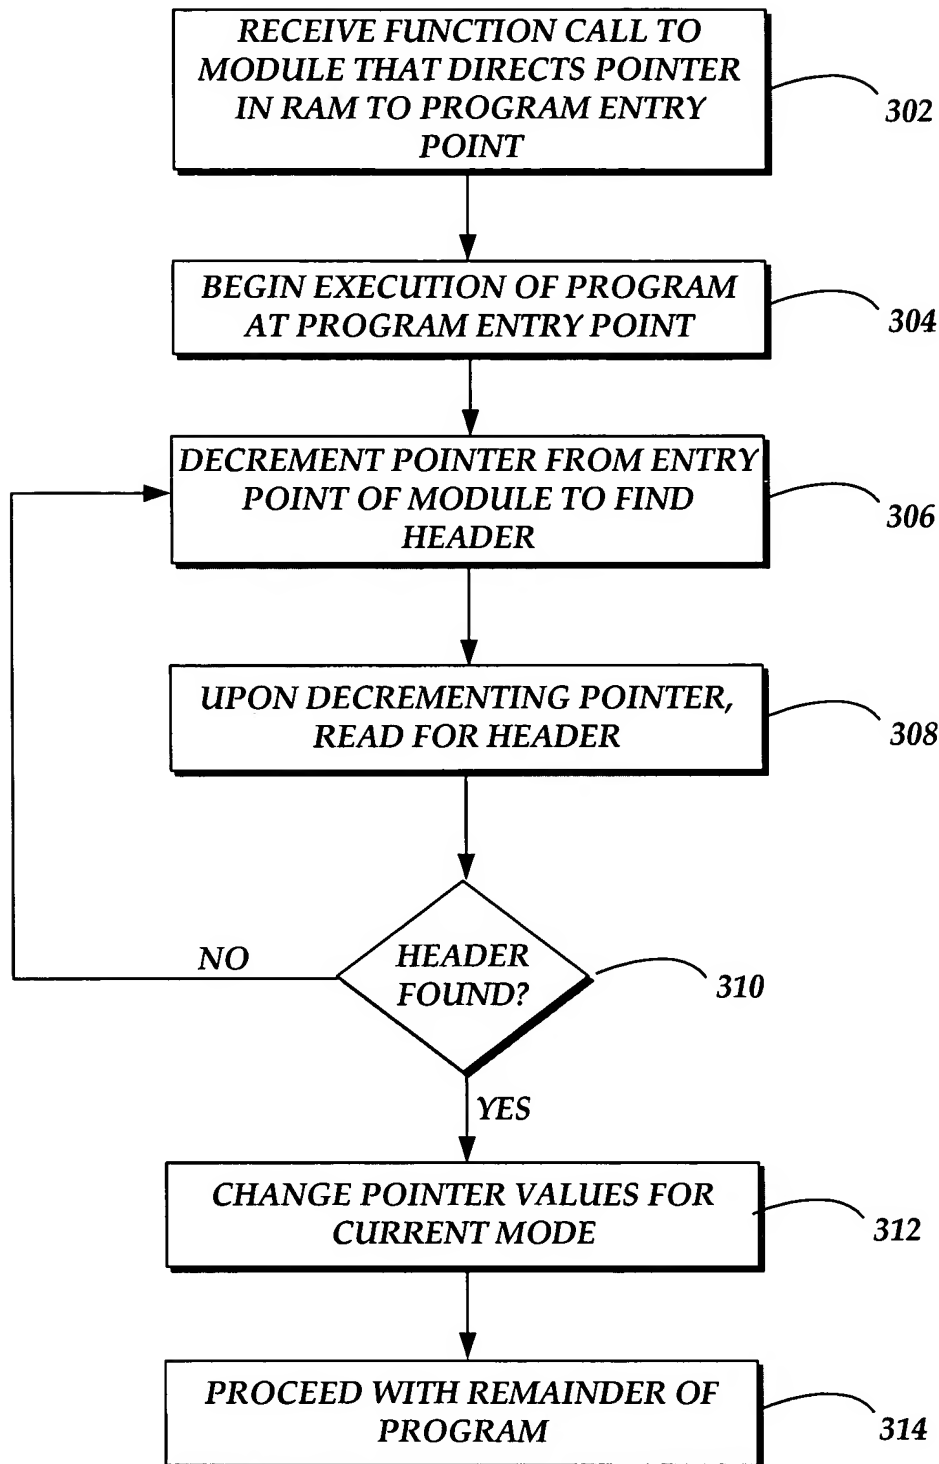 RECEIVE FUNCTION CALL TO
MODULE THAT DIRECTS POINTER
IN RAM TO PROGRAM ENTRY
POINT
302
BEGIN EXECUTION OF PROGRAM
AT PROGRAM ENTRY POINT
304
DECREMENT POINTER FROM ENTRY
POINT OF MODULE TO FIND
HEADER
306
UPON DECREMENTING POINTER,
READ FOR HEADER
308
HEADER
FOUND?
310
NO
YES
CHANGE POINTER VALUES FOR
CURRENT MODE
312
PROCEED WITH REMAINDER OF
PROGRAM
314